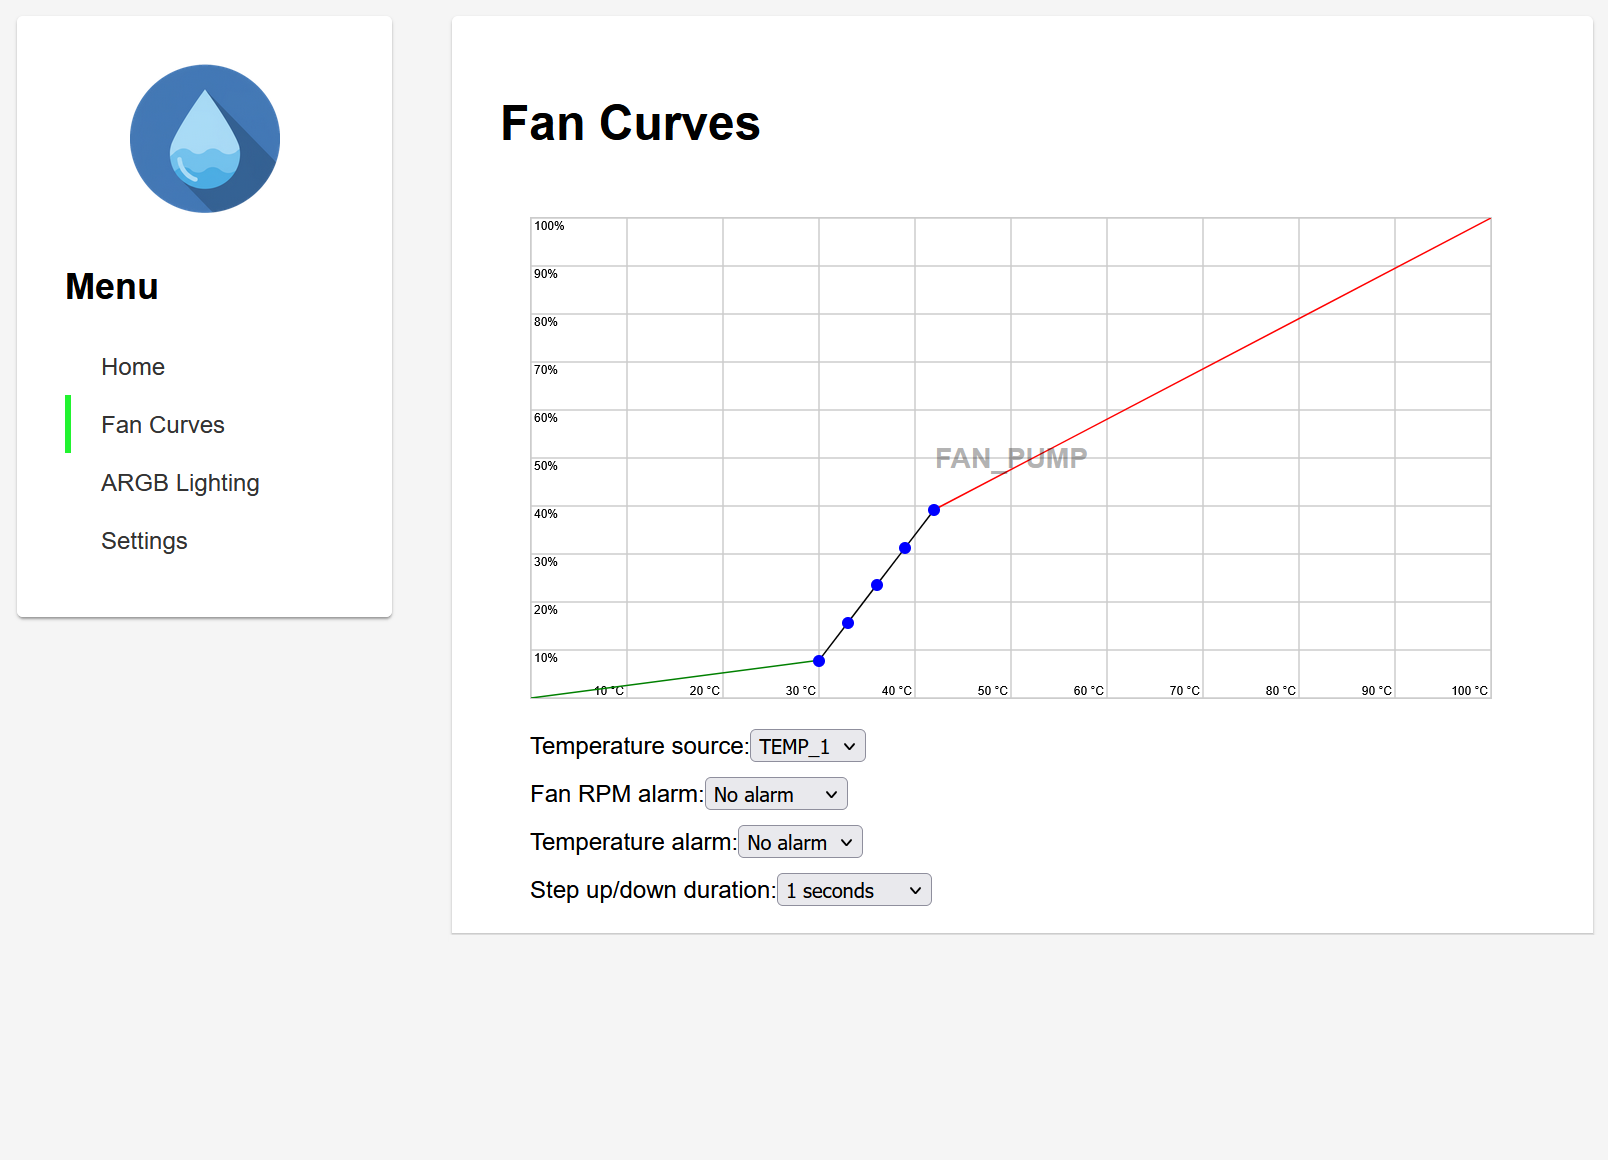 Menu
Home
Fan Curves
ARGB Lighting
Settings
Fan Curves
100%
90%
80%
70%
60%
FAN_PUMP
50%
40%
30%
20%
10%
10 °C 20 °C 30 °C 40 °C 50 °C 60 °C 70 °C 80 °C 90 °C 100 °C
Temperature source: TEMP_1
Fan RPM alarm: No alarm
Temperature alarm: No alarm
Step up/down duration: 1 seconds